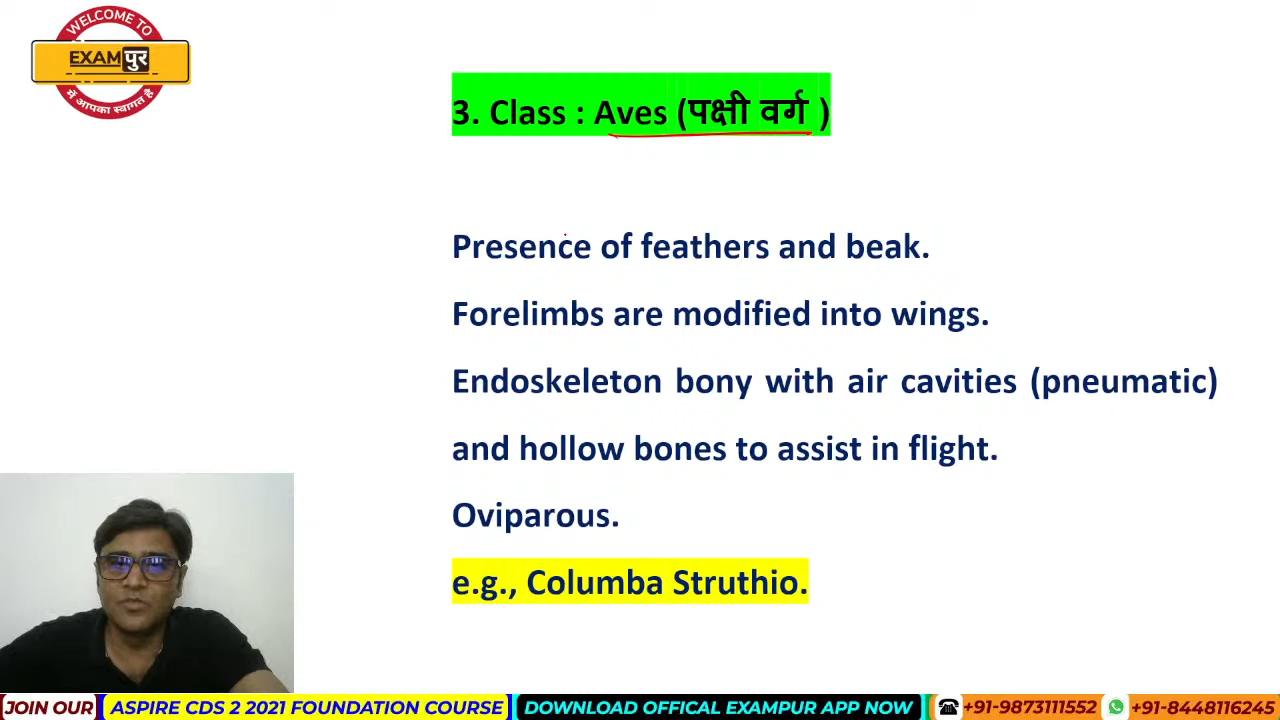 WELCOME TO
EXAMपुर
में आपका स्वागत है
3. Class : Aves (पक्षी वर्ग )
Presence of feathers and beak.
Forelimbs are modified into wings.
Endoskeleton bony with air cavities (pneumatic)
and hollow bones to assist in flight.
Oviparous.
e.g., Columba Struthio.
JOIN OUR ASPIRE CDS 2 2021 FOUNDATION COURSE DOWNLOAD OFFICAL EXAMPUR APP NOW +91-9873111552 +91-8448116245